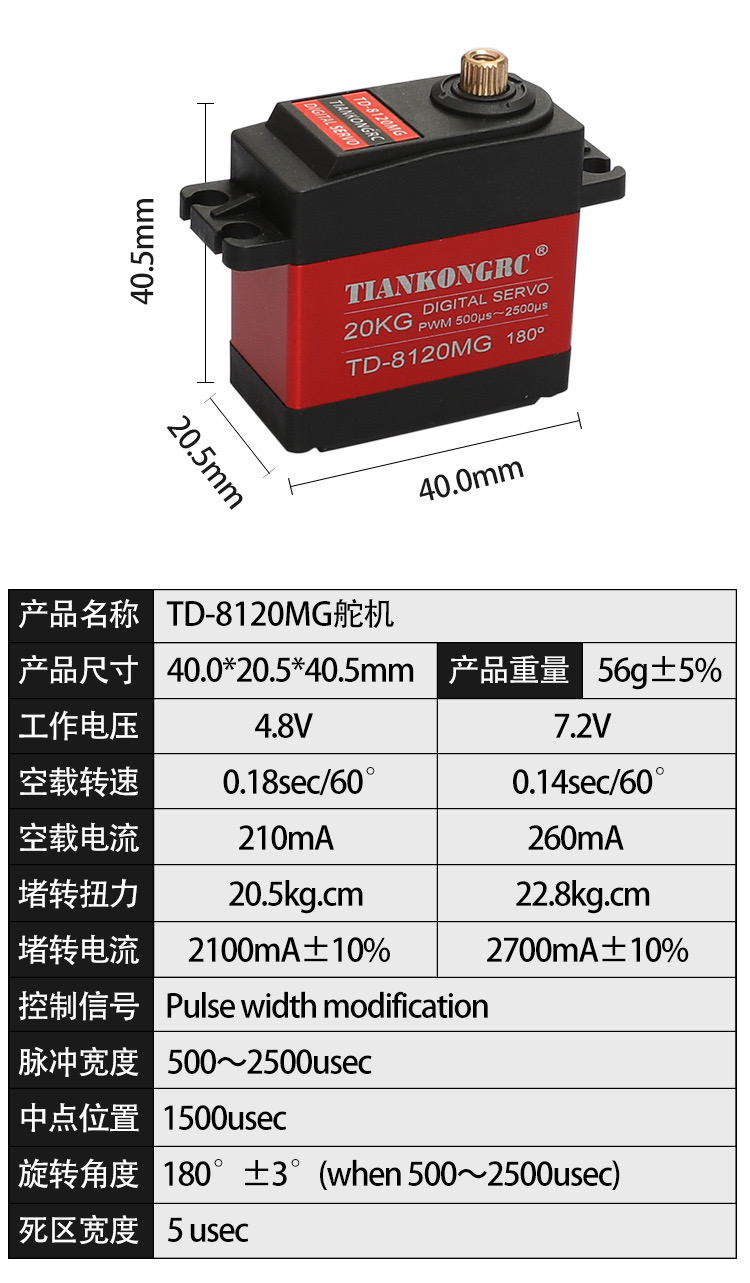 TD-8120MG
TIANKONGRC
DIGITAL SERVO
TIANKONGRC®
20KG DIGITAL SERVO
PWM 500μs～2500μs
TD-8120MG 180°
40.5mm
20.5mm
40.0mm
产品名称 TD-8120MG舵机
产品尺寸 40.0*20.5*40.5mm 产品重量 56g±5%
工作电压 4.8V 7.2V
空载转速 0.18sec/60° 0.14sec/60°
空载电流 210mA 260mA
堵转扭力 20.5kg.cm 22.8kg.cm
堵转电流 2100mA±10% 2700mA±10%
控制信号 Pulse width modification
脉冲宽度 500～2500usec
中点位置 1500usec
旋转角度 180° ±3° (when 500～2500usec)
死区宽度 5 usec